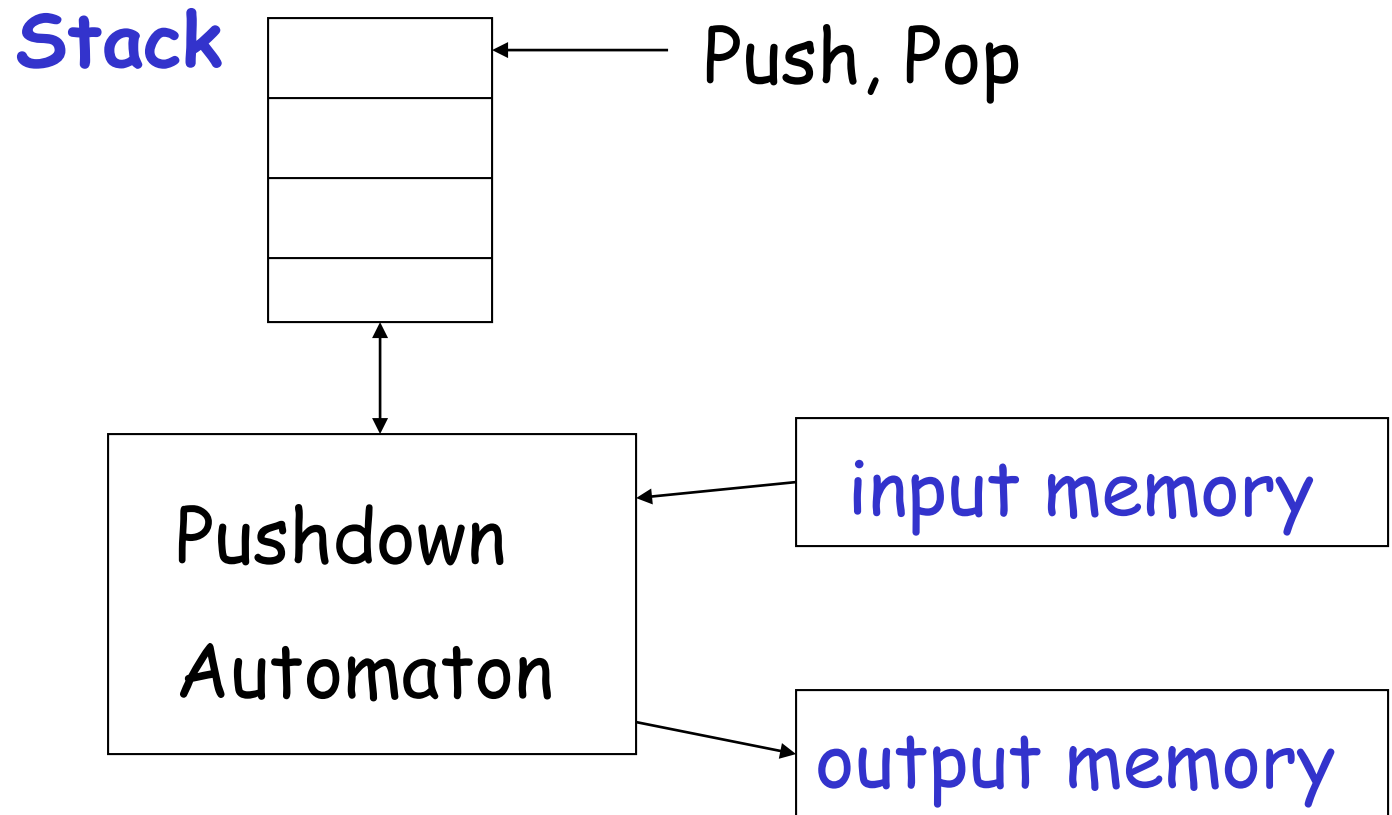 Stack
Push, Pop
input memory
Pushdown
Automaton
output memory